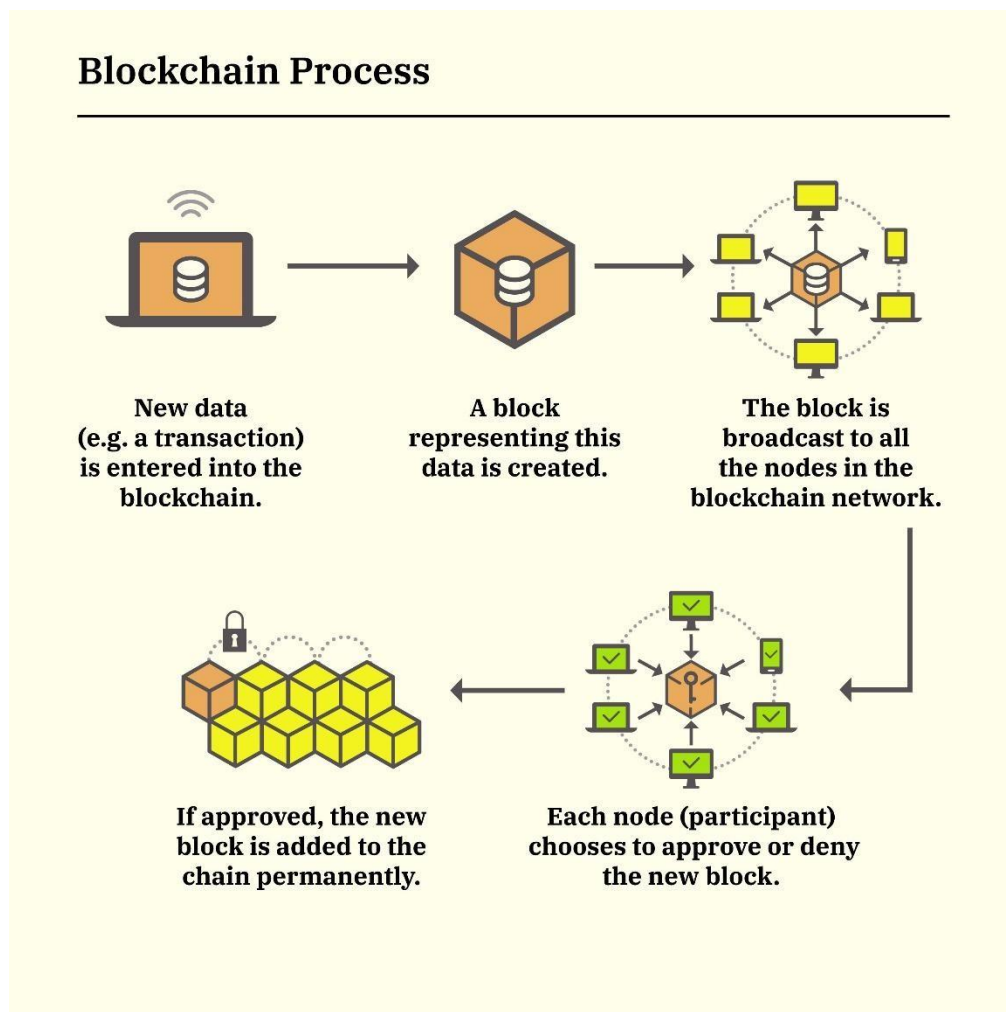 Blockchain Process
New data
(e.g. a transaction)
is entered into the
blockchain.
A block
representing this
data is created.
The block is
broadcast to all
the nodes in the
blockchain network.
Each node (participant)
chooses to approve or deny
the new block.
If approved, the new
block is added to the
chain permanently.